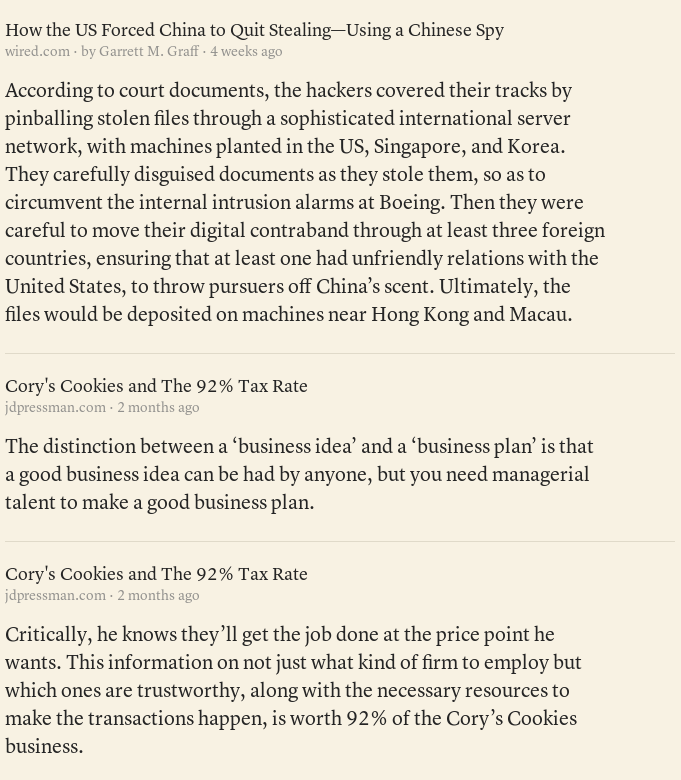 How the US Forced China to Quit Stealing—Using a Chinese Spy
wired.com · by Garrett M. Graff · 4 weeks ago
According to court documents, the hackers covered their tracks by
pinballing stolen files through a sophisticated international server
network, with machines planted in the US, Singapore, and Korea.
They carefully disguised documents as they stole them, so as to
circumvent the internal intrusion alarms at Boeing. Then they were
careful to move their digital contraband through at least three foreign
countries, ensuring that at least one had unfriendly relations with the
United States, to throw pursuers off China’s scent. Ultimately, the
files would be deposited on machines near Hong Kong and Macau.
Cory's Cookies and The 92% Tax Rate
jdpressman.com · 2 months ago
The distinction between a ‘business idea’ and a ‘business plan’ is that
a good business idea can be had by anyone, but you need managerial
talent to make a good business plan.
Cory's Cookies and The 92% Tax Rate
jdpressman.com · 2 months ago
Critically, he knows they’ll get the job done at the price point he
wants. This information on not just what kind of firm to employ but
which ones are trustworthy, along with the necessary resources to
make the transactions happen, is worth 92% of the Cory’s Cookies
business.